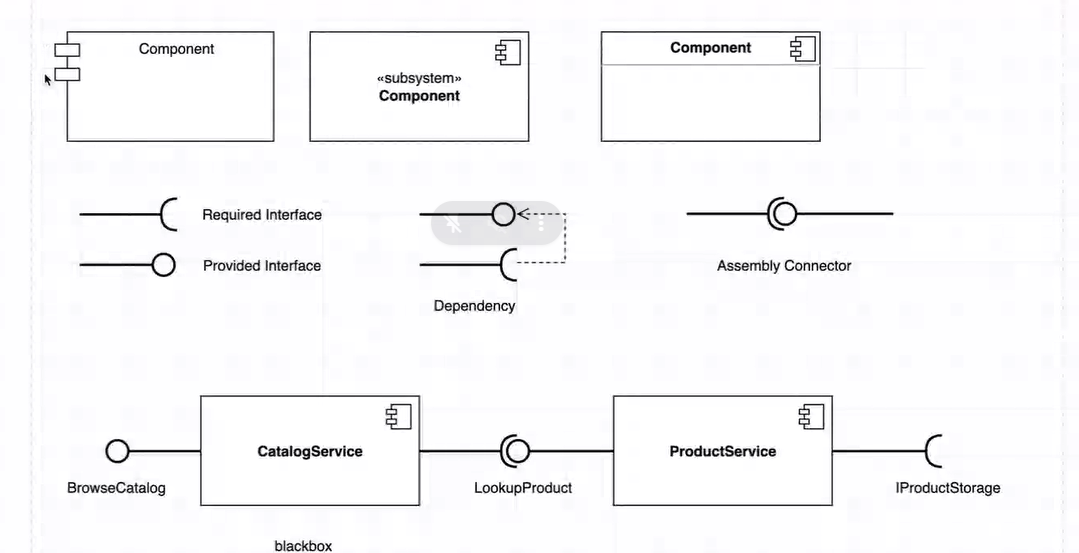 Component
«subsystem»
Component
Component
Required Interface
Provided Interface
Dependency
Assembly Connector
CatalogService
ProductService
BrowseCatalog
LookupProduct
IProductStorage
blackbox